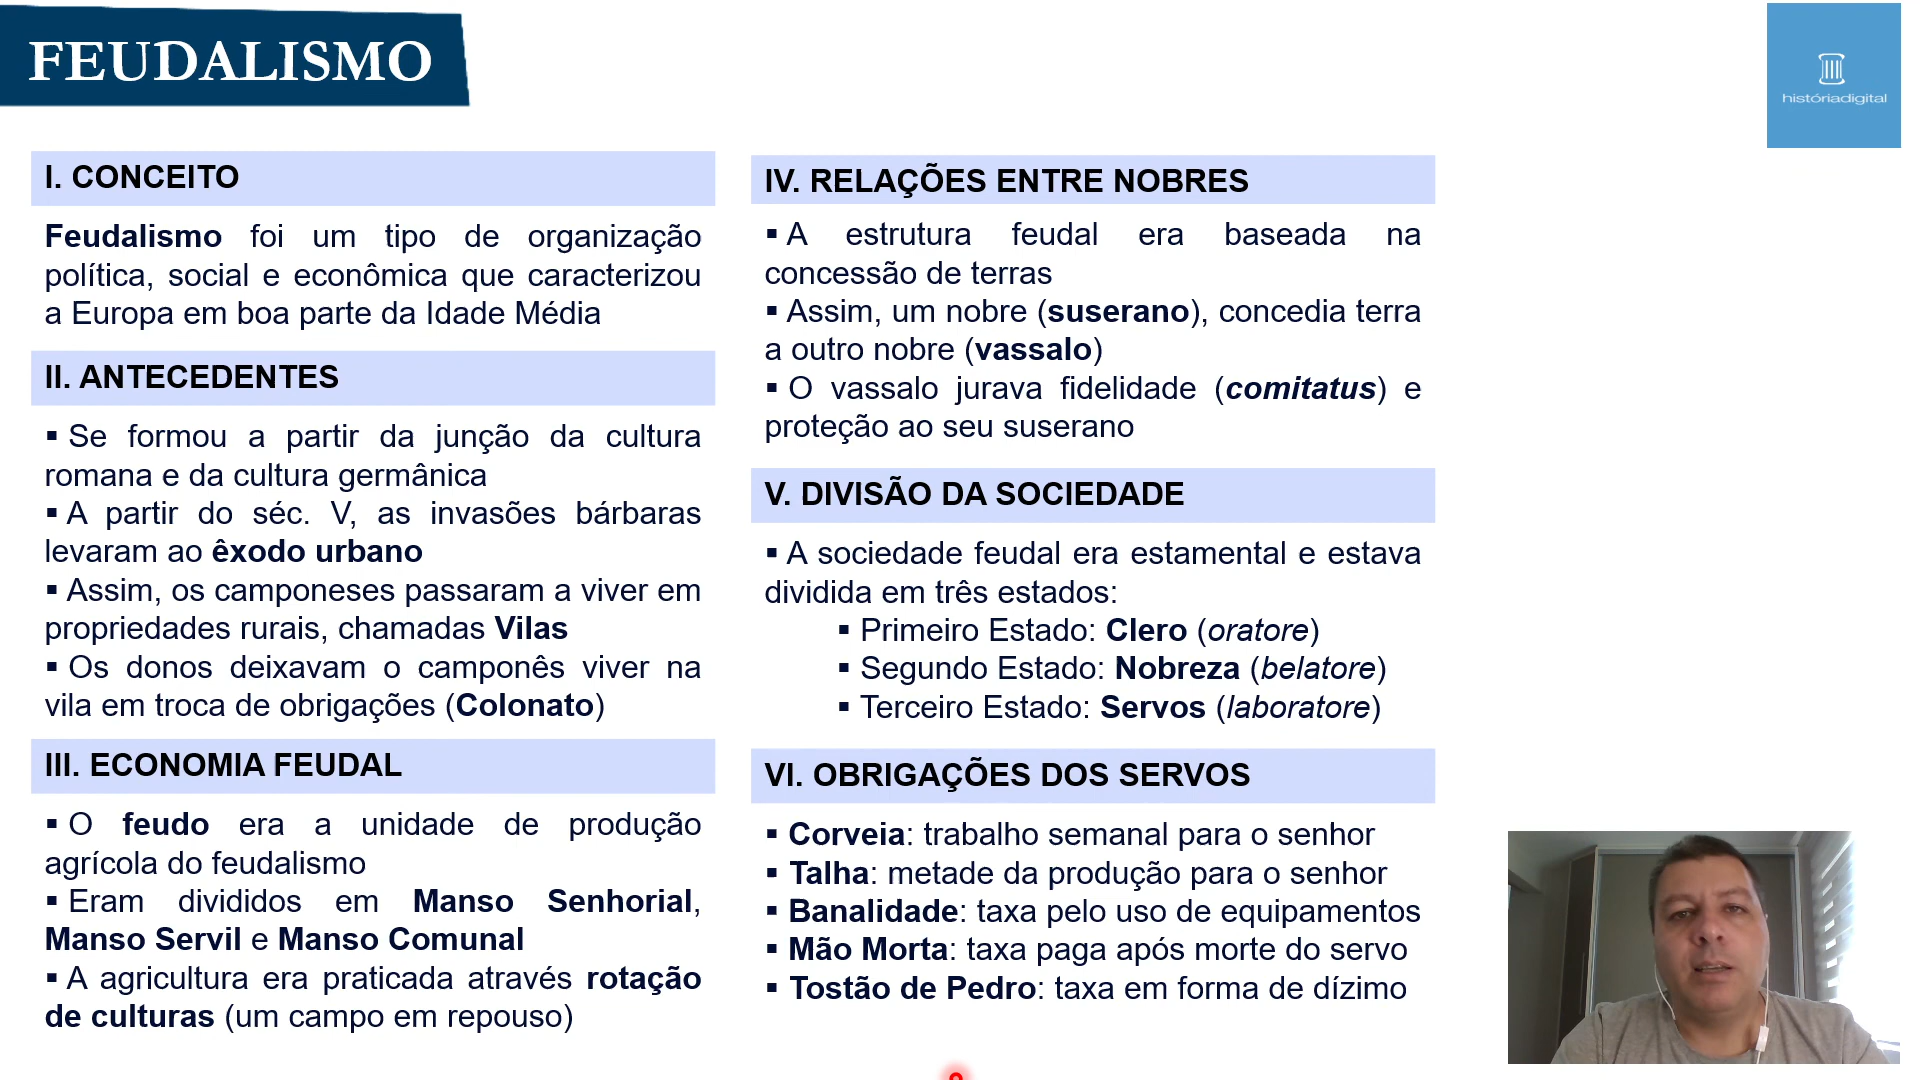 FEUDALISMO
históriadigital
I. CONCEITO
Feudalismo foi um tipo de organização
política, social e econômica que caracterizou
a Europa em boa parte da Idade Média
II. ANTECEDENTES
▪ Se formou a partir da junção da cultura
romana e da cultura germânica
▪ A partir do séc. V, as invasões bárbaras
levaram ao êxodo urbano
▪ Assim, os camponeses passaram a viver em
propriedades rurais, chamadas Vilas
▪ Os donos deixavam o camponês viver na
vila em troca de obrigações (Colonato)
III. ECONOMIA FEUDAL
▪ O feudo era a unidade de produção
agrícola do feudalismo
▪ Eram divididos em Manso Senhorial,
Manso Servil e Manso Comunal
▪ A agricultura era praticada através rotação
de culturas (um campo em repouso)
IV. RELAÇÕES ENTRE NOBRES
▪ A estrutura feudal era baseada na
concessão de terras
▪ Assim, um nobre (suserano), concedia terra
a outro nobre (vassalo)
▪ O vassalo jurava fidelidade (comitatus) e
proteção ao seu suserano
V. DIVISÃO DA SOCIEDADE
▪ A sociedade feudal era estamental e estava
dividida em três estados:
▪ Primeiro Estado: Clero (oratore)
▪ Segundo Estado: Nobreza (belatore)
▪ Terceiro Estado: Servos (laboratore)
VI. OBRIGAÇÕES DOS SERVOS
▪ Corveia: trabalho semanal para o senhor
▪ Talha: metade da produção para o senhor
▪ Banalidade: taxa pelo uso de equipamentos
▪ Mão Morta: taxa paga após morte do servo
▪ Tostão de Pedro: taxa em forma de dízimo